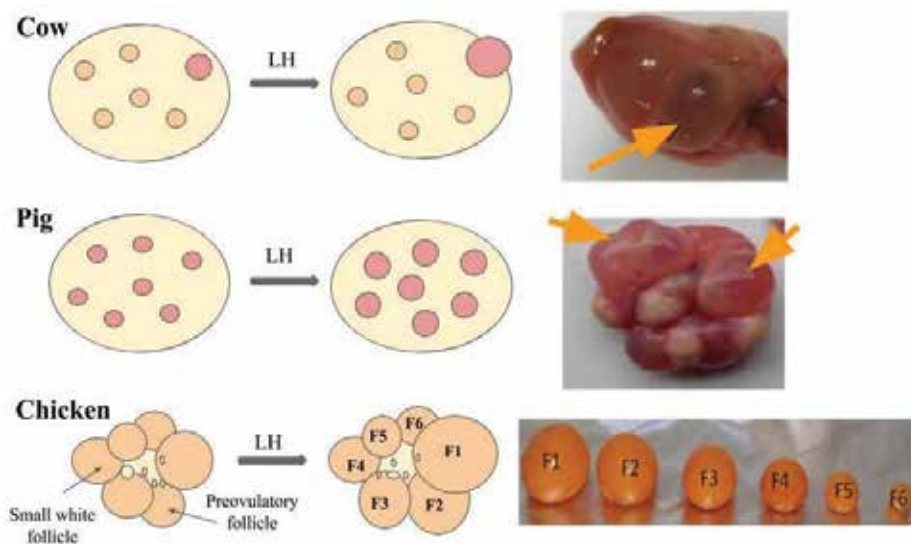 Cow
LH
Pig
LH
Chicken
LH
F6
F5
F1
F4
F3
F2
Small white
follicle
Preovulatory
follicle
F1
F2
F3
F4
F5
F6